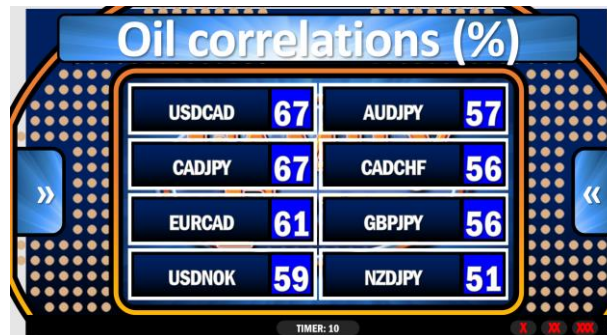 Oil correlations (%)
USDCAD 67 AUDJPY 57
CADJPY 67 CADCHF 56
EURCAD 61 GBPJPY 56
USDNOK 59 NZDJPY 51
» «
TIMER: 10 X XX XXX